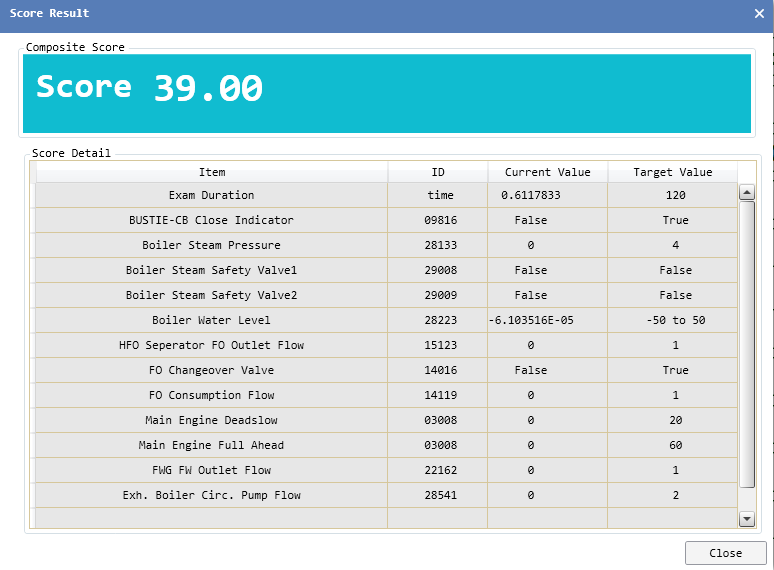 Score Result
Composite Score
Score 39.00
Score Detail
Item ID Current Value Target Value
Exam Duration time 0.6117833 120
BUSTIE-CB Close Indicator 09816 False True
Boiler Steam Pressure 28133 0 4
Boiler Steam Safety Valve1 29008 False False
Boiler Steam Safety Valve2 29009 False False
Boiler Water Level 28223 -6.103516E-05 -50 to 50
HFO Seperator FO Outlet Flow 15123 0 1
FO Changeover Valve 14016 False True
FO Consumption Flow 14119 0 1
Main Engine Deadslow 03008 0 20
Main Engine Full Ahead 03008 0 60
FWG FW Outlet Flow 22162 0 1
Exh. Boiler Circ. Pump Flow 28541 0 2
Close